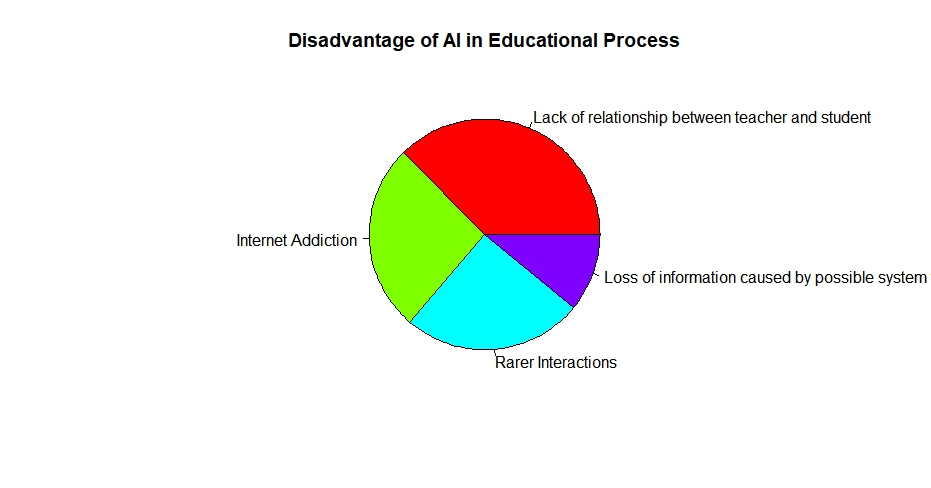 Disadvantage of AI in Educational Process
Lack of relationship between teacher and student
Internet Addiction
Loss of information caused by possible system
Rarer Interactions